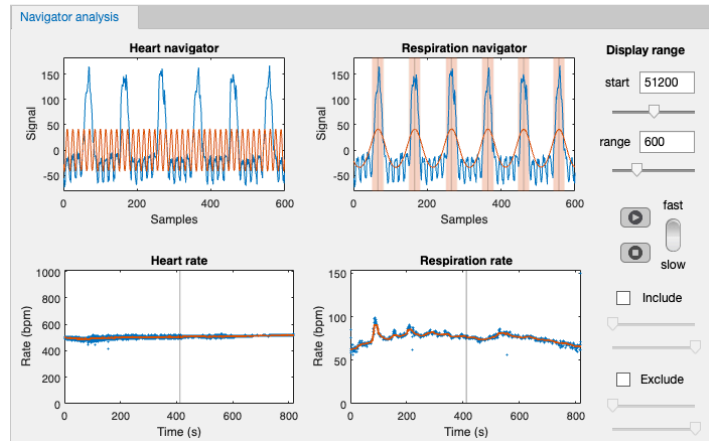 Navigator analysis
Heart navigator
150
100
50
0
-50
Signal
0 200 400 600
Samples
Respiration navigator
150
100
50
0
-50
Signal
0 200 400 600
Samples
Display range
start 51200
range 600
fast
slow
Heart rate
1000
800
600
400
200
0
Rate (bpm)
0 200 400 600 800
Time (s)
Respiration rate
150
100
50
0
Rate (bpm)
0 200 400 600 800
Time (s)
Include
Exclude